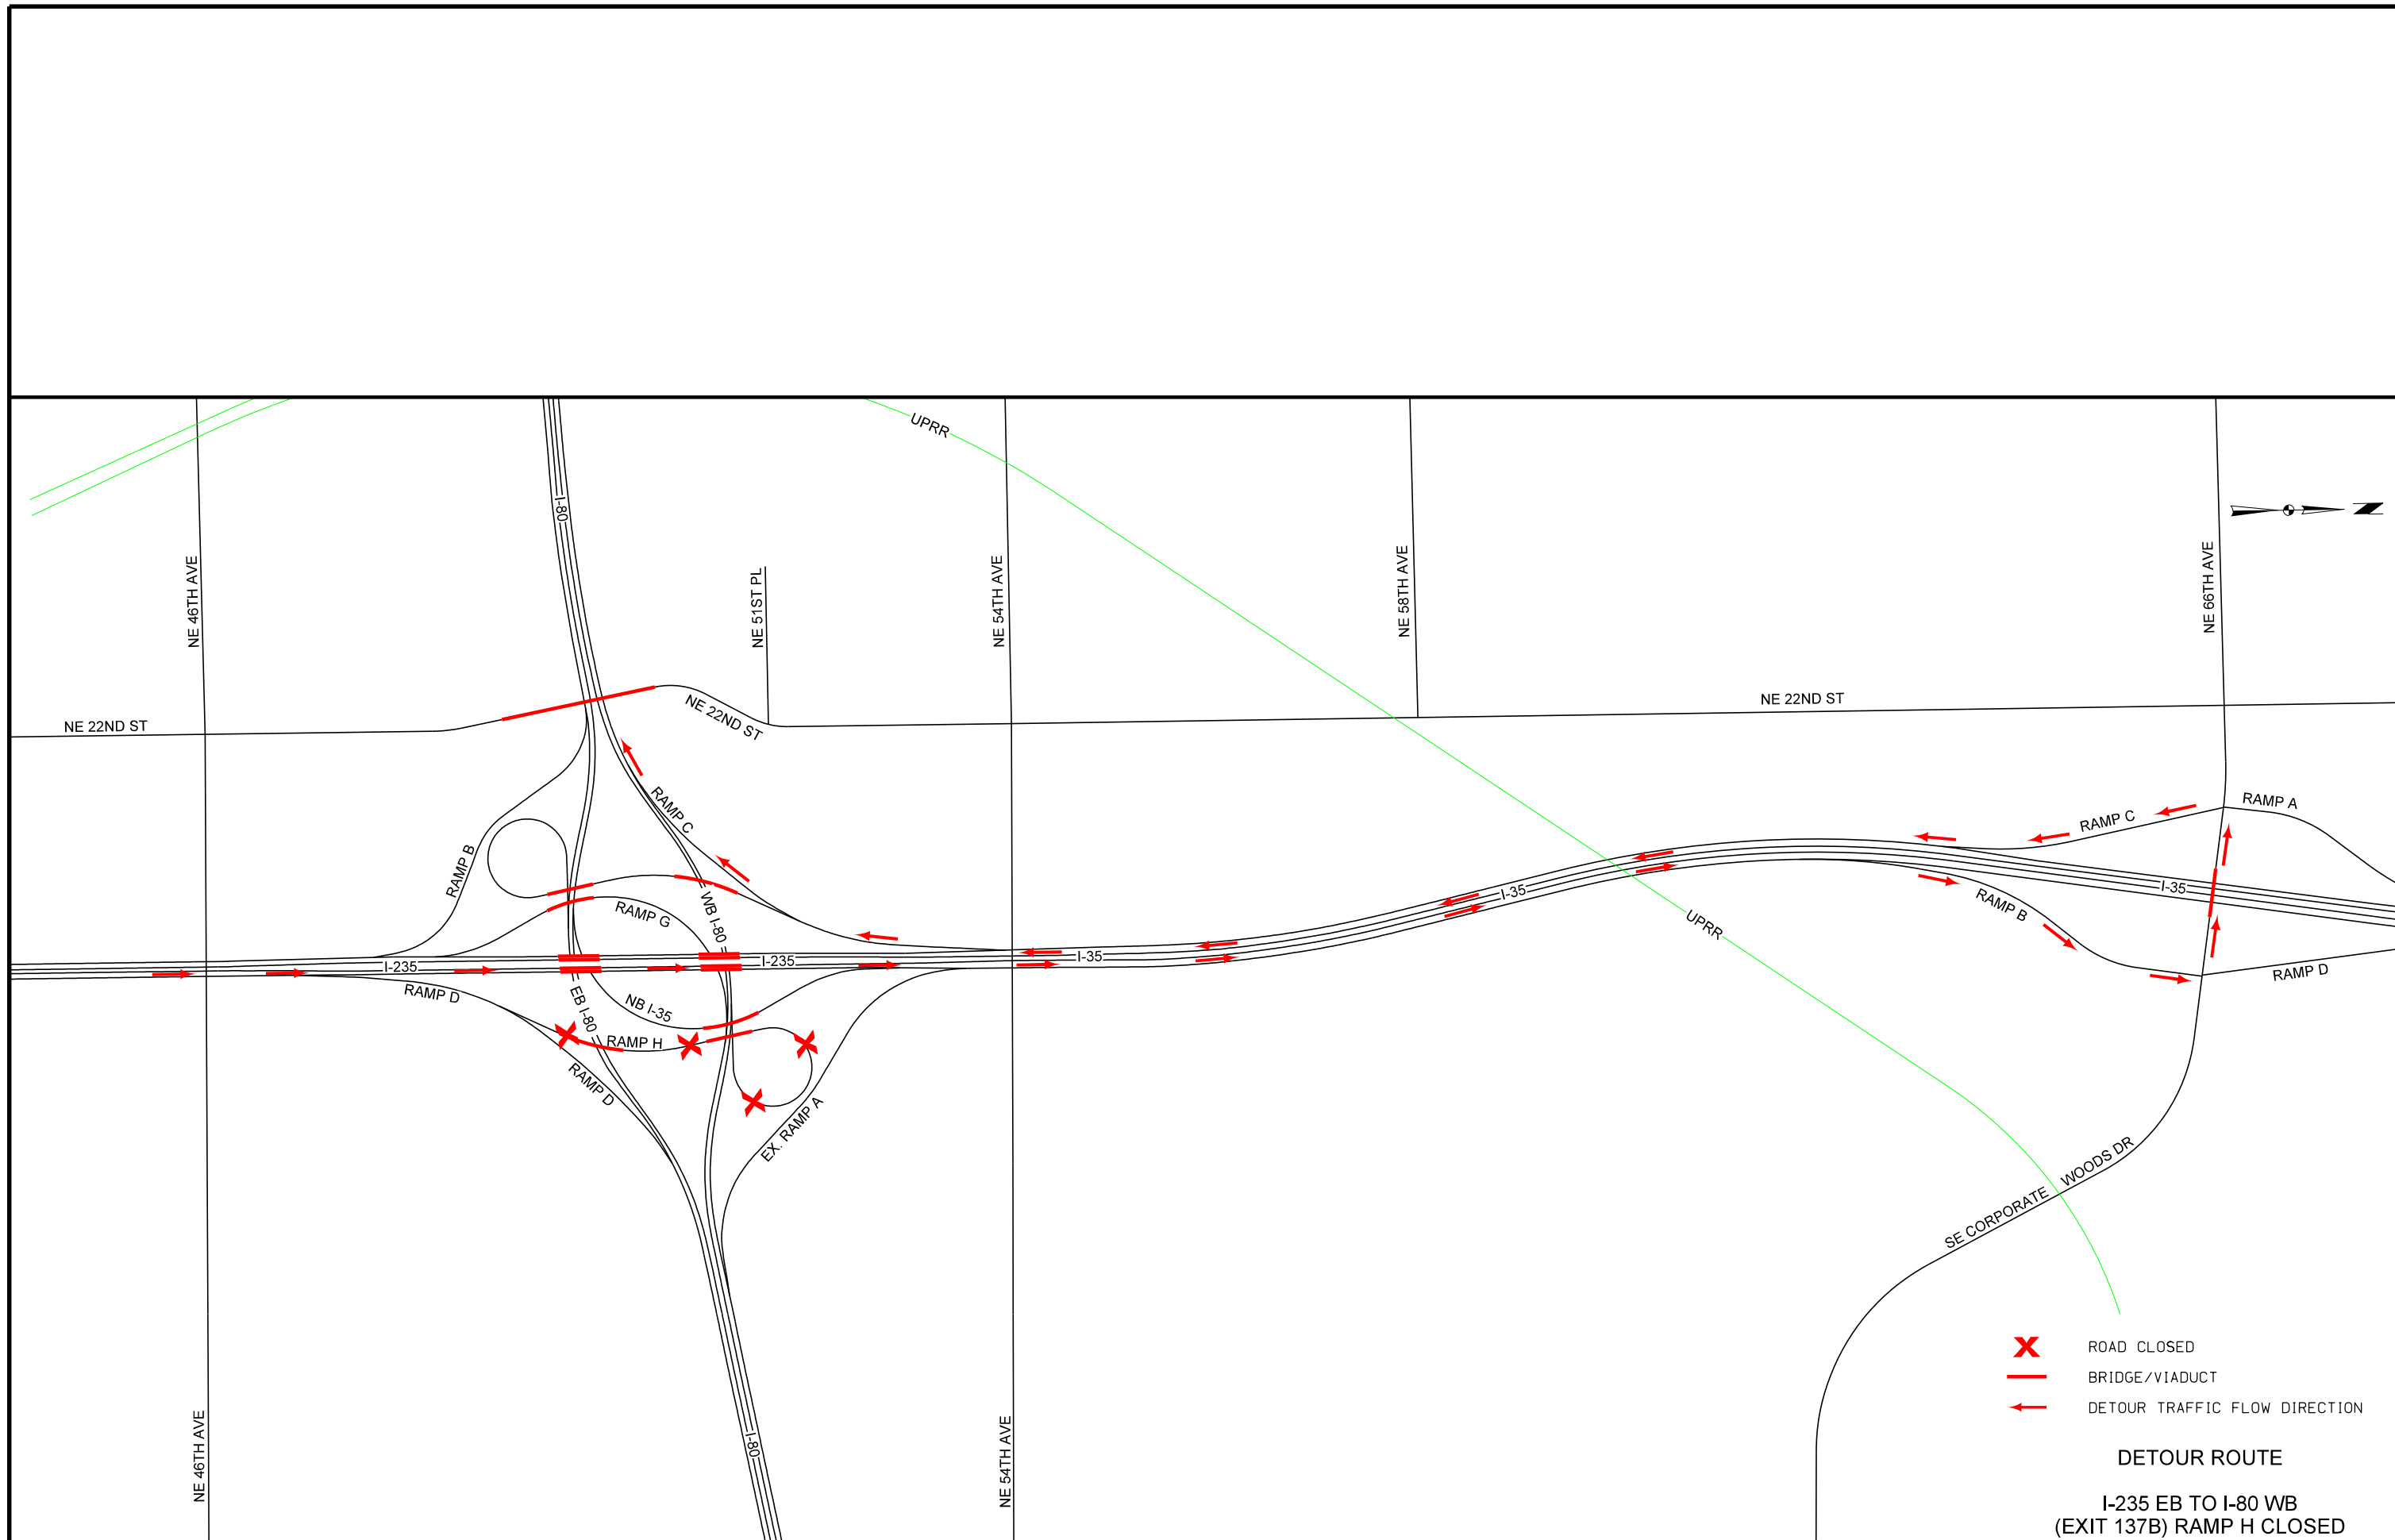 UPRR
I-80
NE 46TH AVE
NE 51ST PL
NE 54TH AVE
NE 58TH AVE
NE 66TH AVE
N
NE 22ND ST
NE 22ND ST
NE 22ND ST
RAMP C
RAMP B
RAMP G
WB I-80
RAMP A
RAMP C
I-35
I-35
RAMP B
UPRR
I-235
I-235
I-35
RAMP D
RAMP D
EB I-80
NB I-35
RAMP H
RAMP D
EX. RAMP A
SE CORPORATE WOODS DR
I-80
NE 46TH AVE
NE 54TH AVE
ROAD CLOSED
BRIDGE/VIADUCT
DETOUR TRAFFIC FLOW DIRECTION
DETOUR ROUTE
I-235 EB TO I-80 WB
(EXIT 137B) RAMP H CLOSED